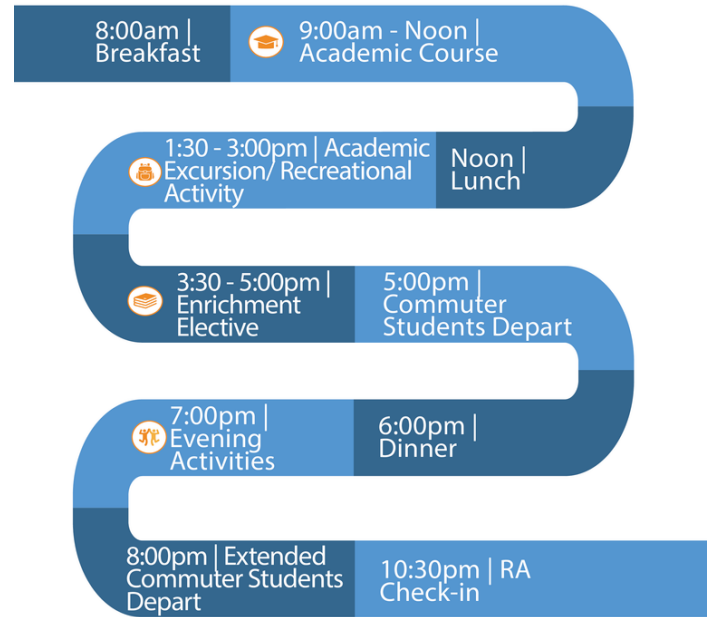 8:00am |
Breakfast
9:00am - Noon |
Academic Course
Noon |
Lunch
1:30 - 3:00pm | Academic
Excursion/ Recreational
Activity
3:30 - 5:00pm |
Enrichment
Elective
5:00pm |
Commuter
Students Depart
6:00pm |
Dinner
7:00pm |
Evening
Activities
8:00pm | Extended
Commuter Students
Depart
10:30pm | RA
Check-in